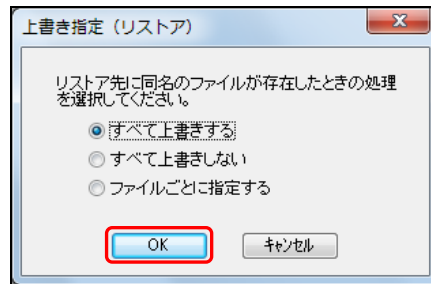 上書き指定（リストア）
リストア先に同名のファイルが存在したときの処理
を選択してください。
すべて上書きする
すべて上書きしない
ファイルごとに指定する
OK
キャンセル